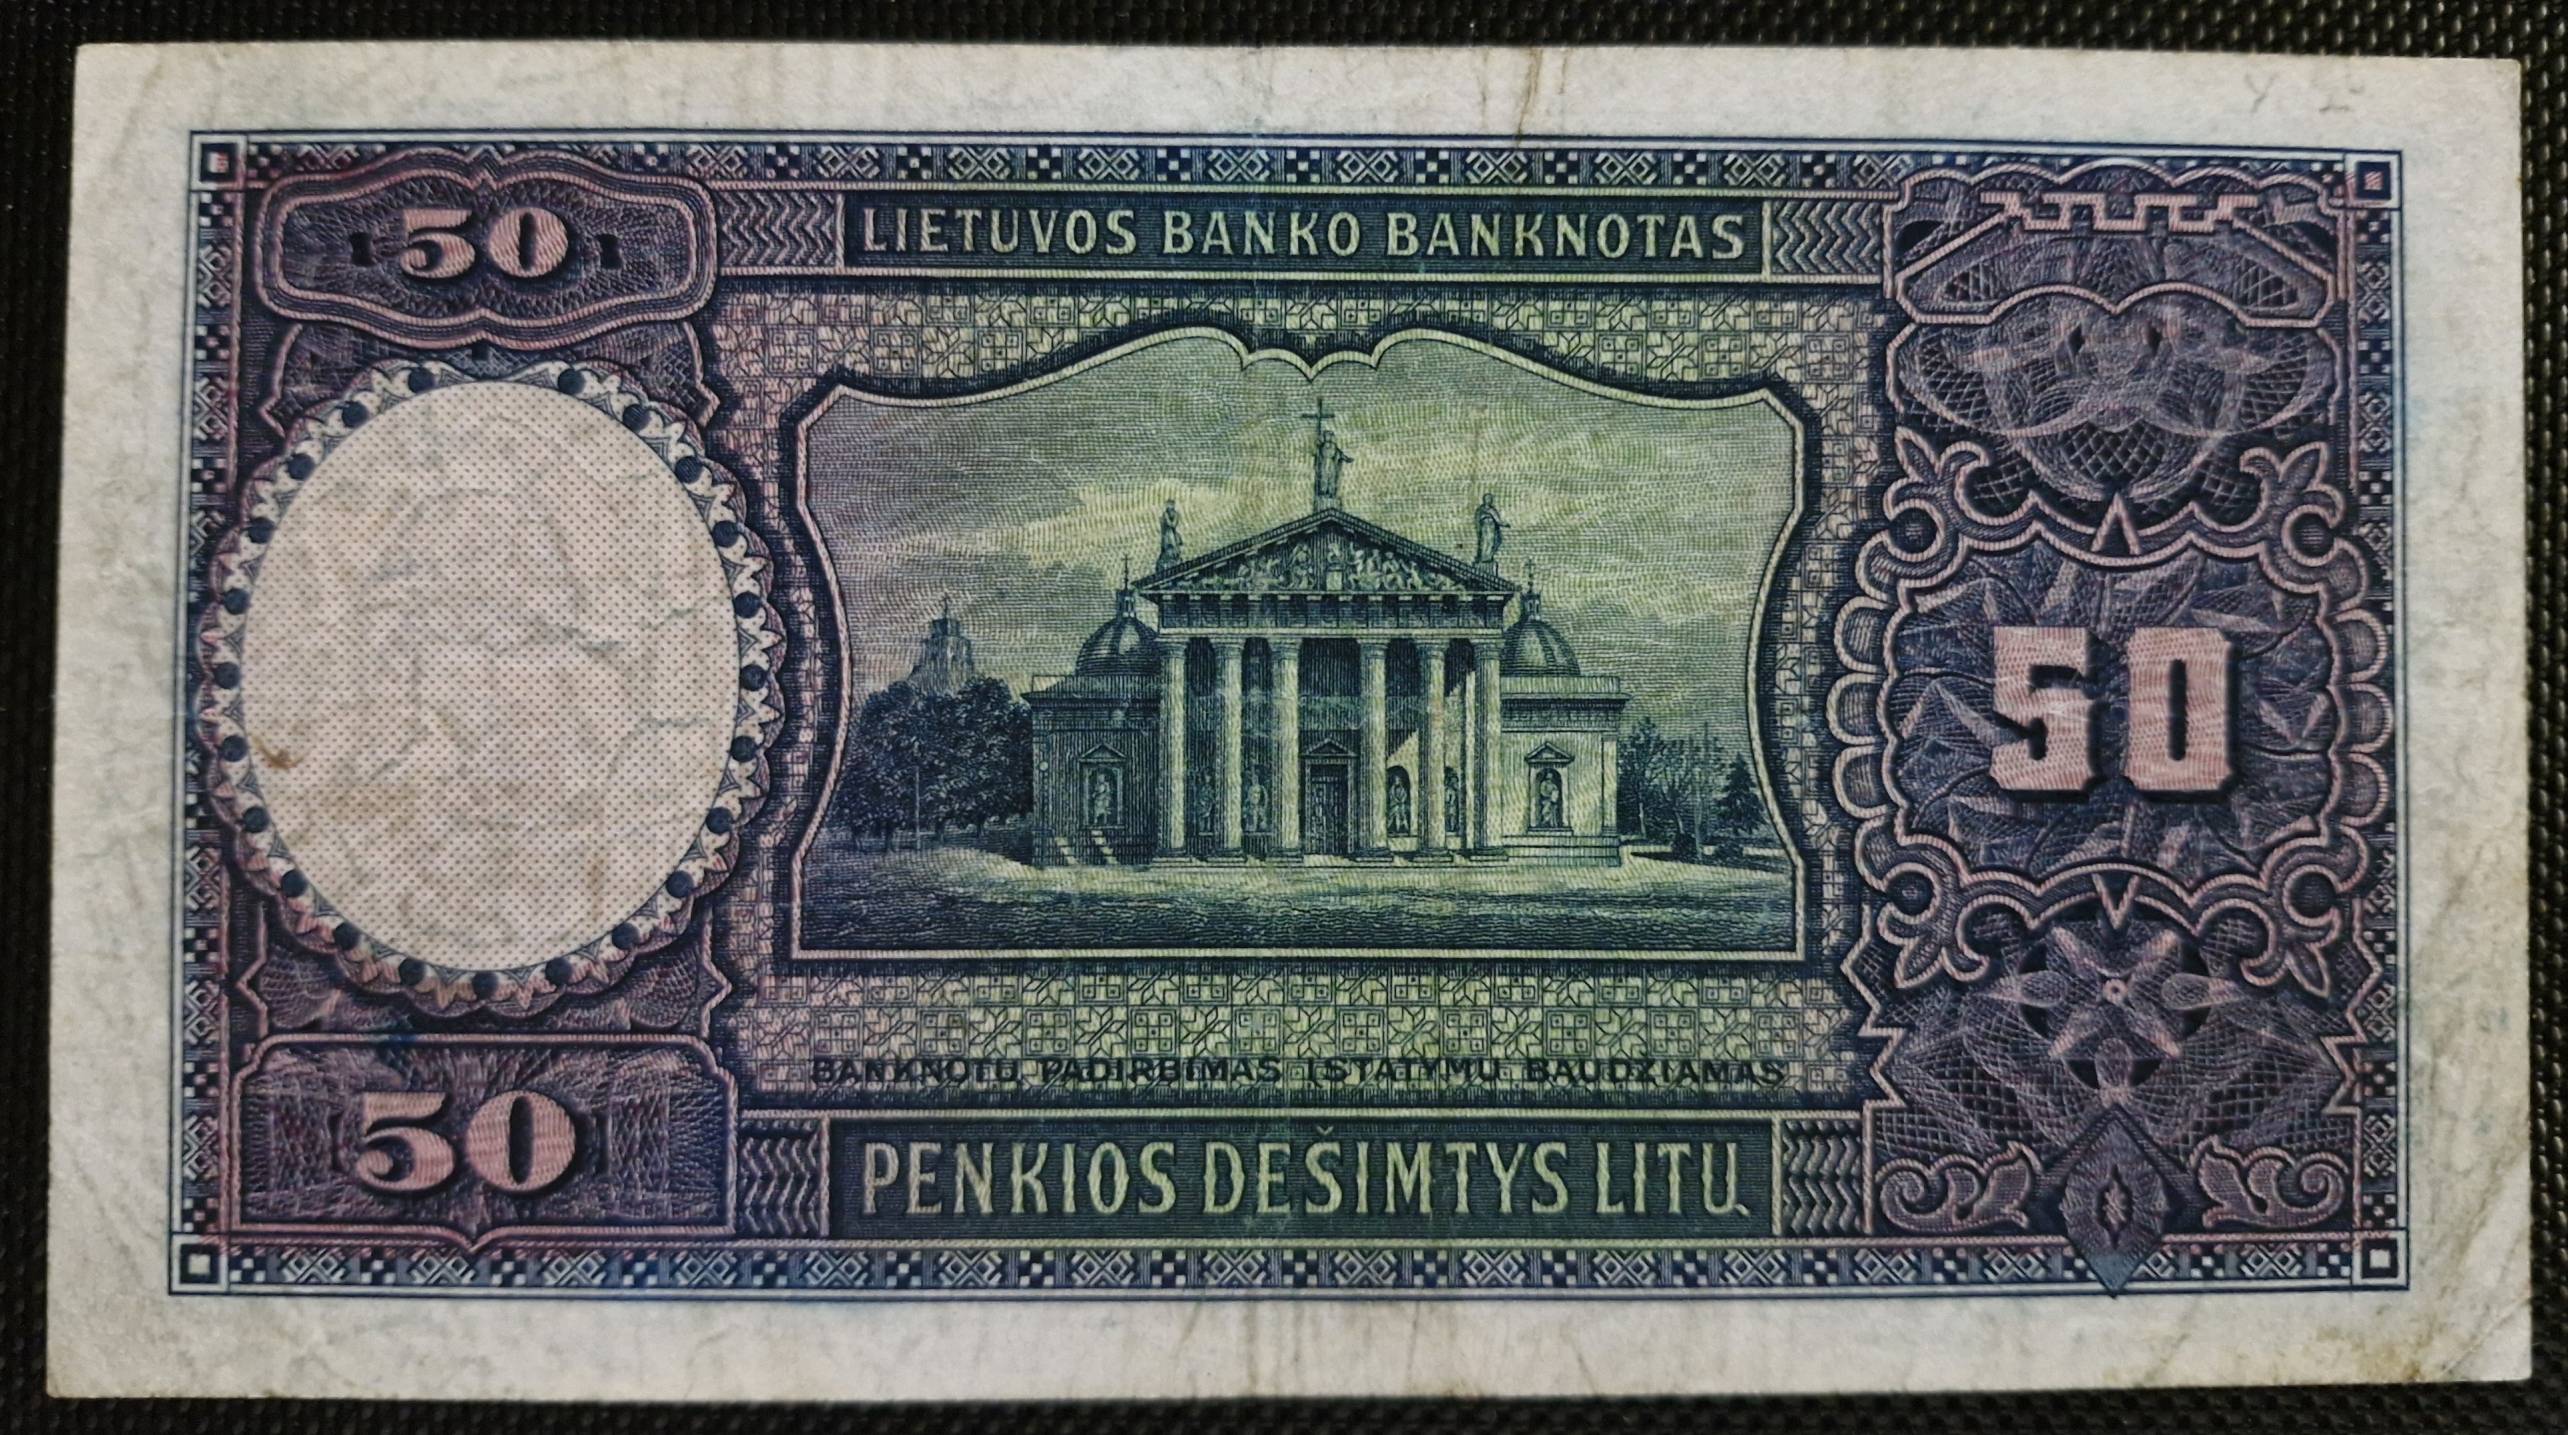 50
LIETUVOS BANKO BANKNOTAS
50
BANKNOTŲ PADIRBIMAS ĮSTATYMŲ BAUDŽIAMAS
50
PENKIOS DEŠIMTYS LITŲ